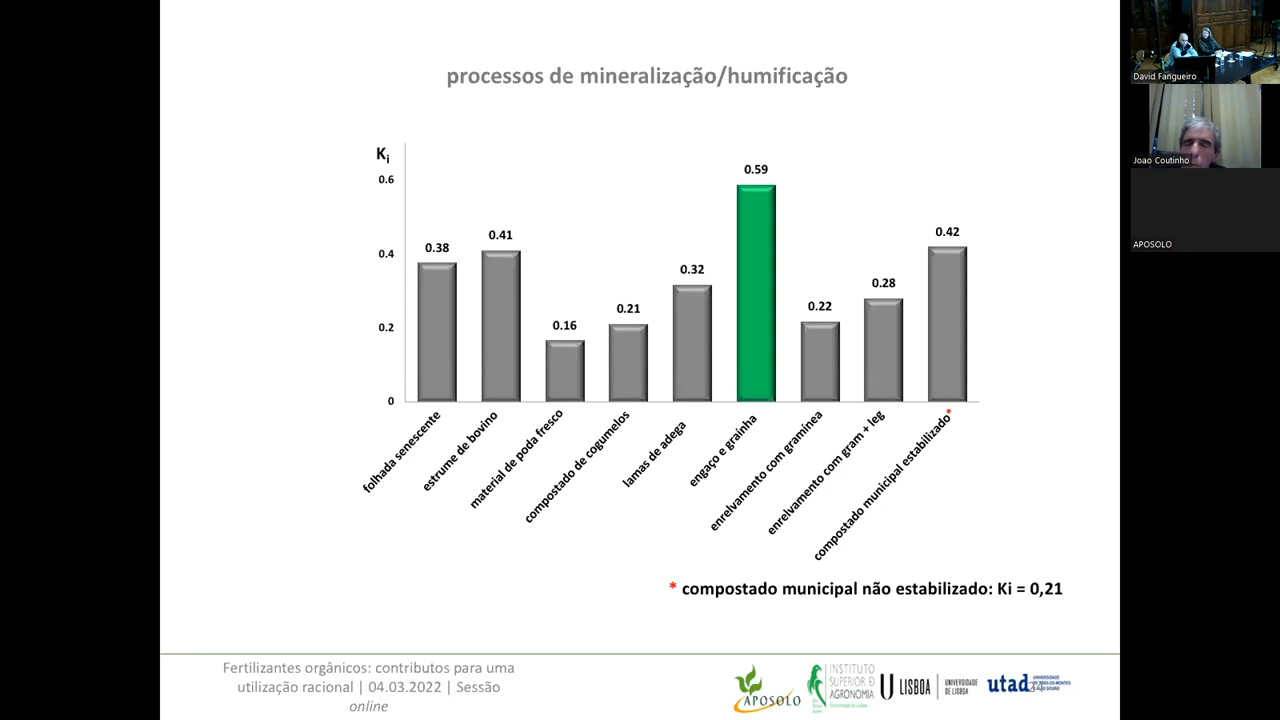 processos de mineralização/humificação
K
i
0.6
0.4
0.2
0
0.38
0.41
0.16
0.21
0.32
0.59
0.22
0.28
0.42
folhada senescente
estrume de bovino
material de poda fresco
compostado de cogumelos
lamas de adega
engaço e grainha
enrelvamento com gramínea
enrelvamento com gram + leg
compostado municipal estabilizado*
* compostado municipal não estabilizado: Ki = 0,21
Fertilizantes orgânicos: contributos para uma
utilização racional | 04.03.2022 | Sessão
online
APOSOLO
INSTITUTO
SUPERIOR D
AGRONOMIA
LISBOA
UNIVERSIDADE
DE LISBOA
utad
UNIVERSIDADE
David Fangueiro
Joao Coutinho
APOSOLO